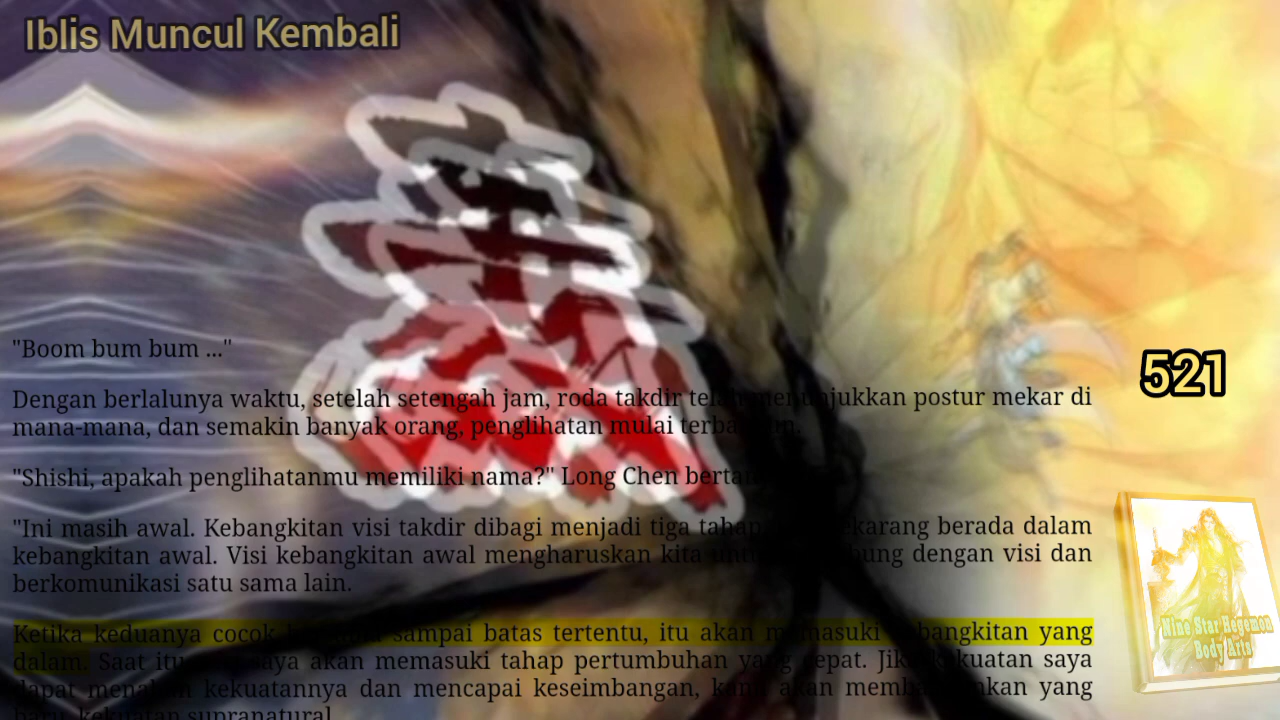 Iblis Muncul Kembali
"Boom bum bum ..."
Dengan berlalunya waktu, setelah setengah jam, roda takdir telah menunjukkan postur mekar di
mana-mana, dan semakin banyak orang, penglihatan mulai
"Shishi, apakah penglihatanmu memiliki nama?" Long Chen
521
"Ini masih awal. Kebangkitan visi takdir dibagi menjadi tiga tahap, sekarang berada dalam
kebangkitan awal. Visi kebangkitan awal mengharuskan kita untuk dengan visi dan
berkomunikasi satu sama lain.
Ketika keduanya cocok sampai batas tertentu, itu akan memasuki kebangkitan yang
dalam. Saat itu, saya akan memasuki tahap pertumbuhan yang cepat. Jika kekuatan saya
dapat menahan kekuatannya dan mencapai keseimbangan, kami akan yang
baru, kekuatan supranatural
Nine Star Hegemon
Body Arts